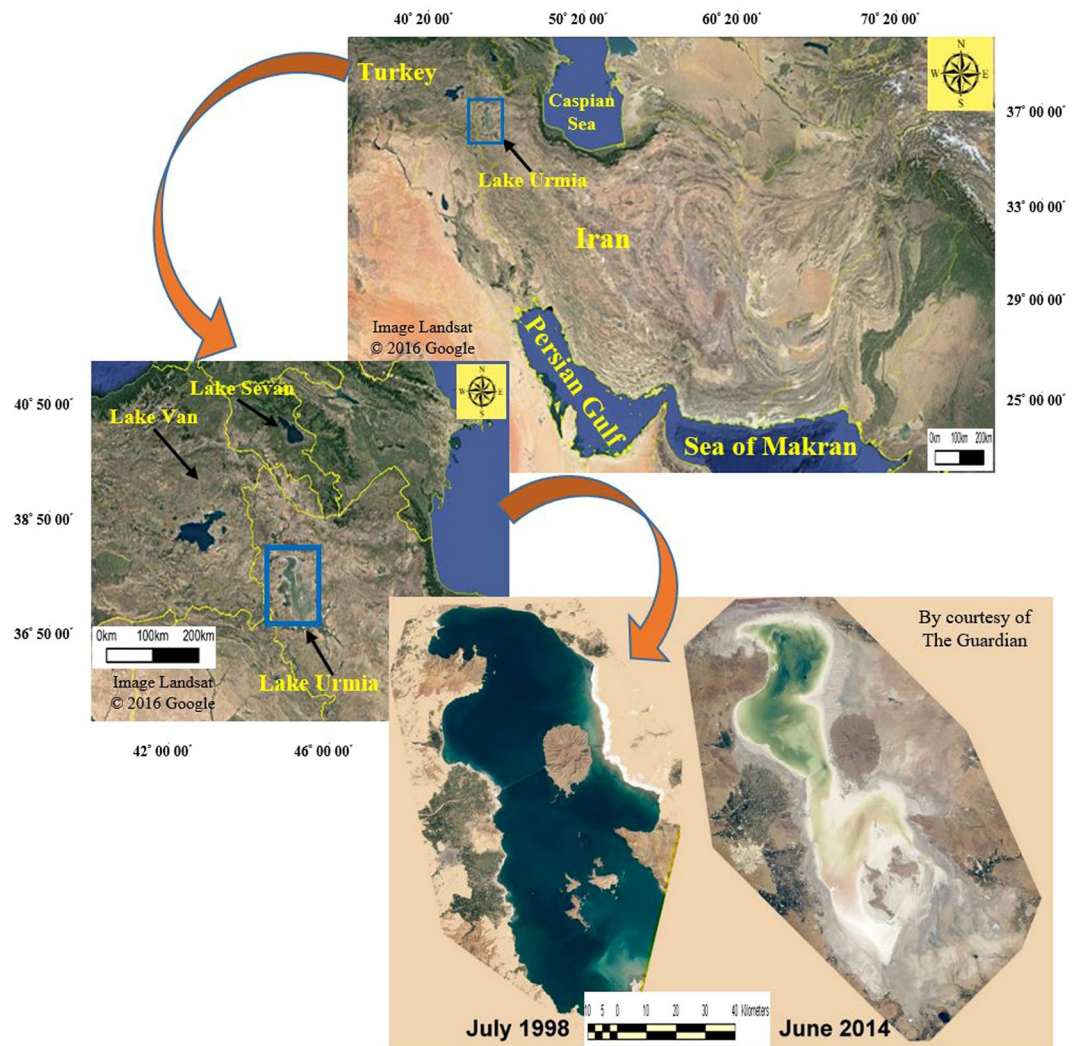 40° 20 00″ 50° 20 00″ 60° 20 00″ 70° 20 00″
N
W E
S
Turkey
Caspian
Sea
37° 00 00″
Lake Urmia
33° 00 00″
Iran
29° 00 00″
Image Landsat
© 2016 Google
Persian Gulf
25° 00 00″
Sea of Makran
0km 100km 200km
N
W E
S
Lake Sevan
40° 50 00″
Lake Van
38° 50 00″
36° 50 00″
0km 100km 200km
Image Landsat
© 2016 Google
Lake Urmia
42° 00 00″ 46° 00 00″
By courtesy of
The Guardian
10 5 0 10 20 30 40 Kilometers
July 1998
June 2014